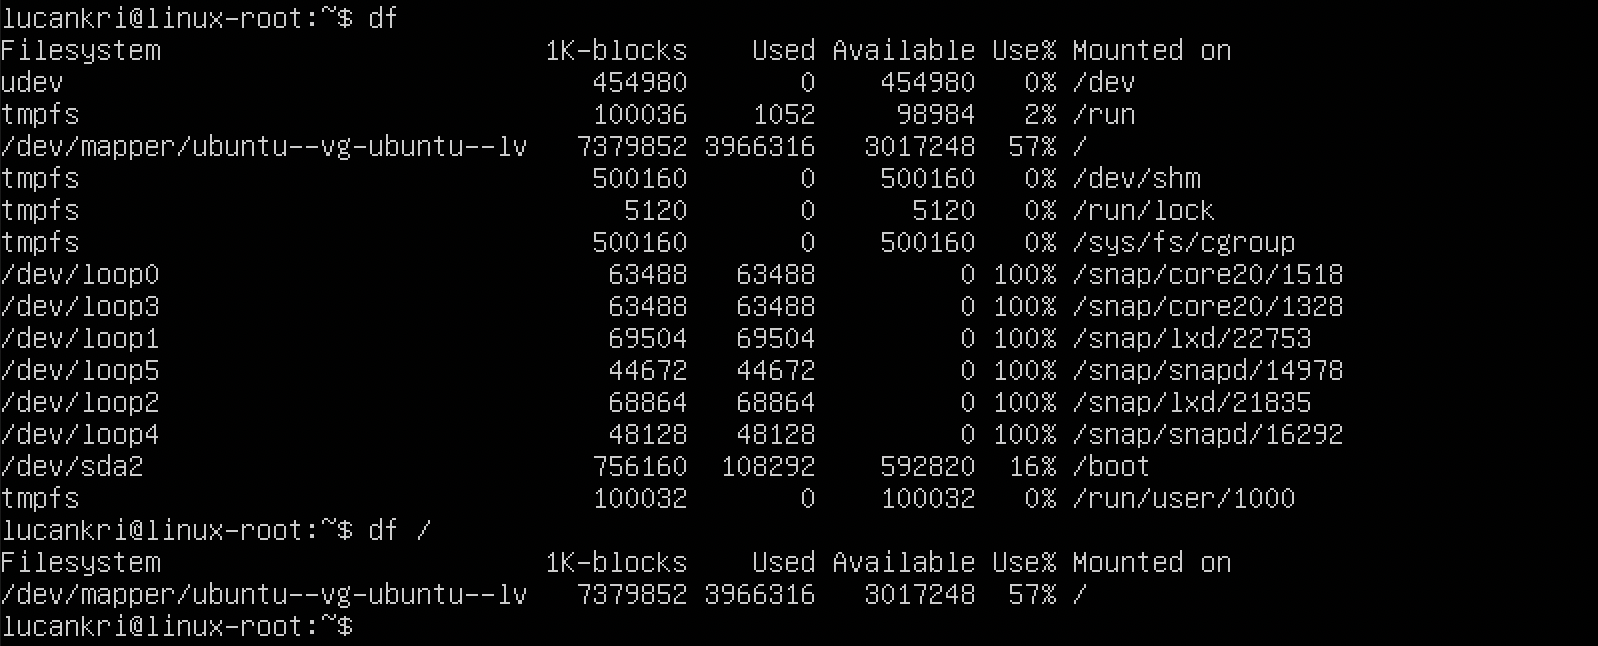 lucankri@linux-root:~$ df
Filesystem                        1K-blocks    Used Available Use% Mounted on
udev                                 454980       0    454980   0% /dev
tmpfs                                100036    1052     98984   2% /run
/dev/mapper/ubuntu--vg-ubuntu--lv   7379852 3966316   3017248  57% /
tmpfs                                500160       0    500160   0% /dev/shm
tmpfs                                  5120       0      5120   0% /run/lock
tmpfs                                500160       0    500160   0% /sys/fs/cgroup
/dev/loop0                            63488   63488         0 100% /snap/core20/1518
/dev/loop3                            63488   63488         0 100% /snap/core20/1328
/dev/loop1                            69504   69504         0 100% /snap/lxd/22753
/dev/loop5                            44672   44672         0 100% /snap/snapd/14978
/dev/loop2                            68864   68864         0 100% /snap/lxd/21835
/dev/loop4                            48128   48128         0 100% /snap/snapd/16292
/dev/sda2                            756160  108292    592820  16% /boot
tmpfs                                100032       0    100032   0% /run/user/1000
lucankri@linux-root:~$ df /
Filesystem                        1K-blocks    Used Available Use% Mounted on
/dev/mapper/ubuntu--vg-ubuntu--lv   7379852 3966316   3017248  57% /
lucankri@linux-root:~$